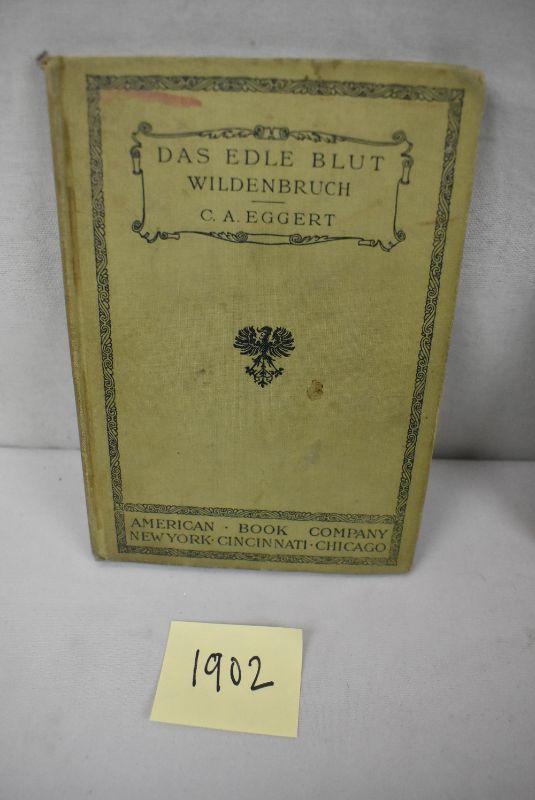 DAS EDLE BLUT
WILDENBRUCH
C. A. EGGERT
AMERICAN · BOOK COMPANY
NEW YORK · CINCINNATI · CHICAGO
1902